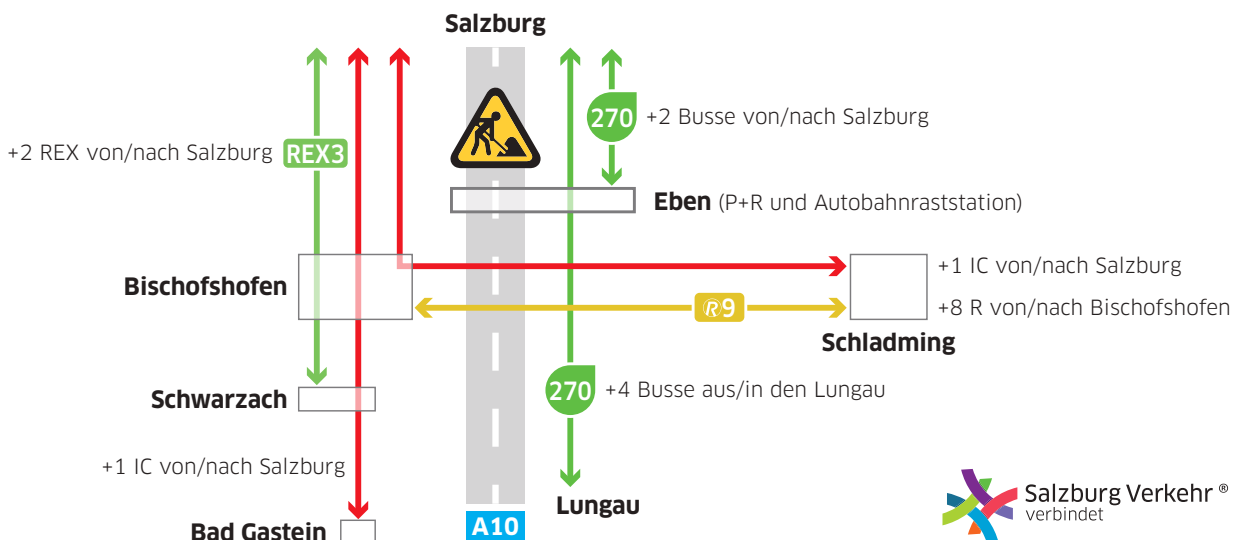 Salzburg
270 +2 Busse von/nach Salzburg
+2 REX von/nach Salzburg REX3
Eben (P+R und Autobahnraststation)
Bischofshofen
+1 IC von/nach Salzburg
R9
+8 R von/nach Bischofshofen
Schladming
Schwarzach
270 +4 Busse aus/in den Lungau
+1 IC von/nach Salzburg
Lungau
Bad Gastein
A10
Salzburg Verkehr ®
verbindet